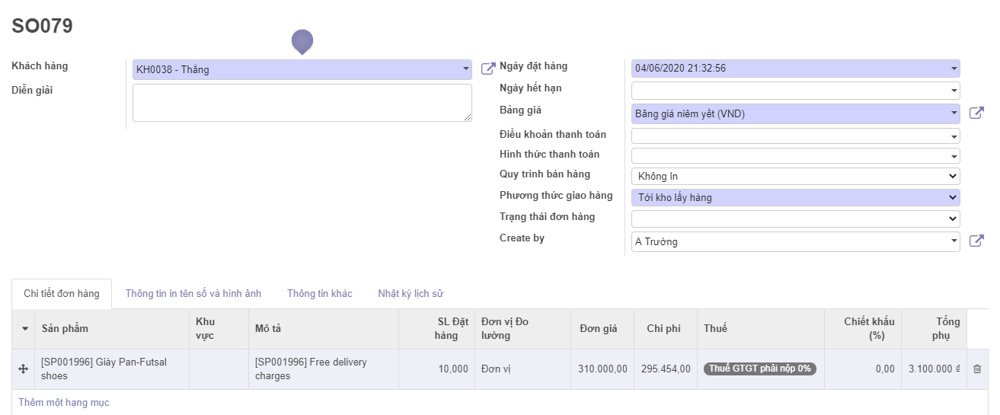 SO079
Khách hàng
KH0038 - Thắng
Diễn giải
Ngày đặt hàng
04/06/2020 21:32:56
Ngày hết hạn
Bảng giá
Bảng giá niêm yết (VND)
Điều khoản thanh toán
Hình thức thanh toán
Quy trình bán hàng
Không In
Phương thức giao hàng
Tới kho lấy hàng
Trạng thái đơn hàng
Create by
A Trường
Chi tiết đơn hàng
Thông tin in tên số và hình ảnh
Thông tin khác
Nhật ký lịch sử
Sản phẩm
Khu
vực
Mô tả
SL Đặt
hàng
Đơn vị Đo
lường
Đơn giá
Chi phí
Thuế
Chiết khấu
(%)
Tổng
phụ
[SP001996] Giày Pan-Futsal
shoes
[SP001996] Free delivery
charges
10,000
Đơn vị
310.000,00
295.454,00
Thuế GTGT phải nộp 0%
0,00
3.100.000 ₫
Thêm một hạng mục